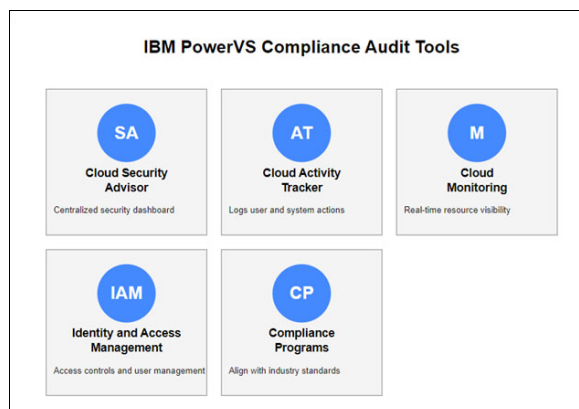 IBM PowerVS Compliance Audit Tools
SA
Cloud Security
Advisor
Centralized security dashboard
AT
Cloud Activity
Tracker
Logs user and system actions
M
Cloud
Monitoring
Real-time resource visibility
IAM
Identity and Access
Management
Access controls and user management
CP
Compliance
Programs
Align with industry standards